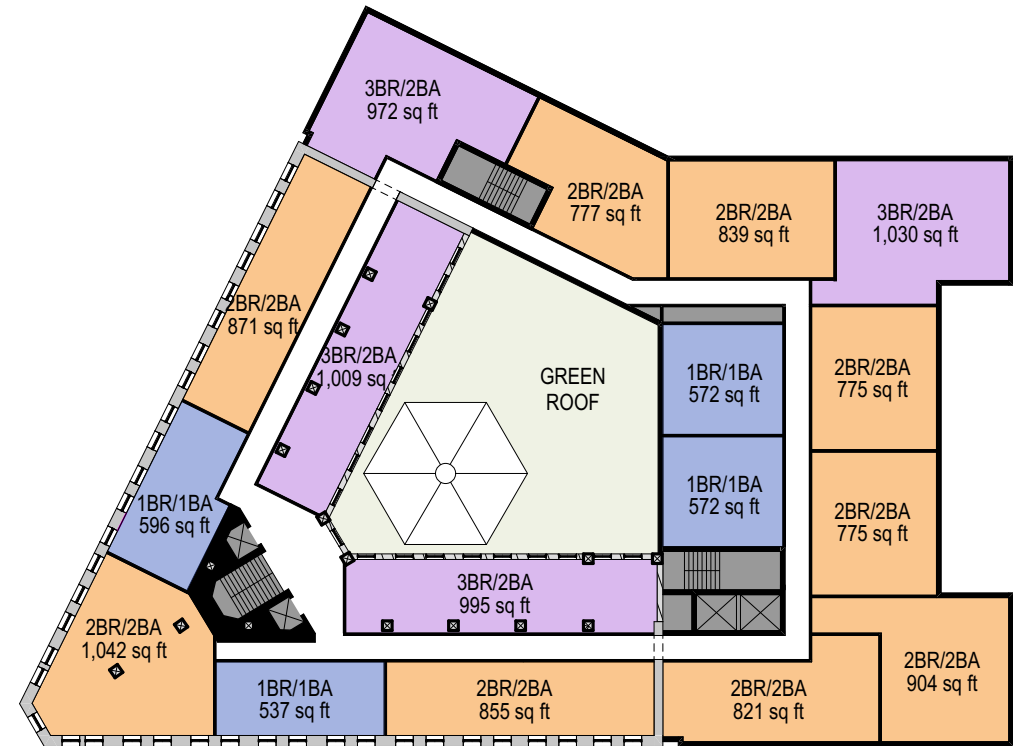 3BR/2BA
972 sq ft
2BR/2BA
777 sq ft
2BR/2BA
839 sq ft
3BR/2BA
1,030 sq ft
2BR/2BA
871 sq ft
3BR/2BA
1,009 sq
GREEN
ROOF
1BR/1BA
572 sq ft
2BR/2BA
775 sq ft
1BR/1BA
572 sq ft
2BR/2BA
775 sq ft
1BR/1BA
596 sq ft
3BR/2BA
995 sq ft
2BR/2BA
1,042 sq ft
1BR/1BA
537 sq ft
2BR/2BA
855 sq ft
2BR/2BA
821 sq ft
2BR/2BA
904 sq ft